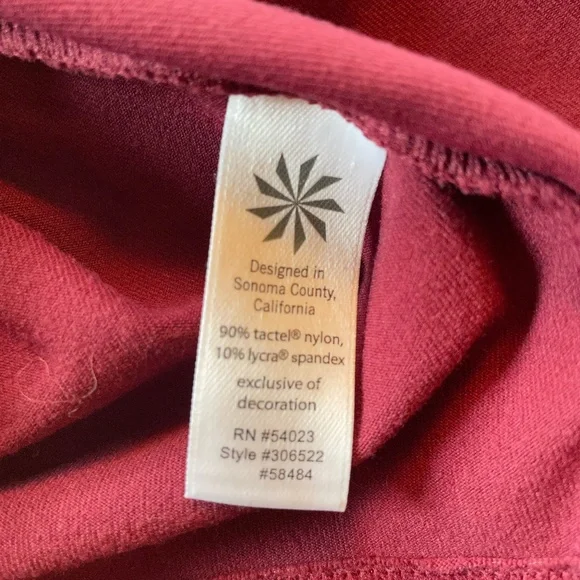 Designed in
Sonoma County,
California
90% tactel® nylon,
10% lycra® spandex
exclusive of
decoration
RN #54023
Style #306522
#58484